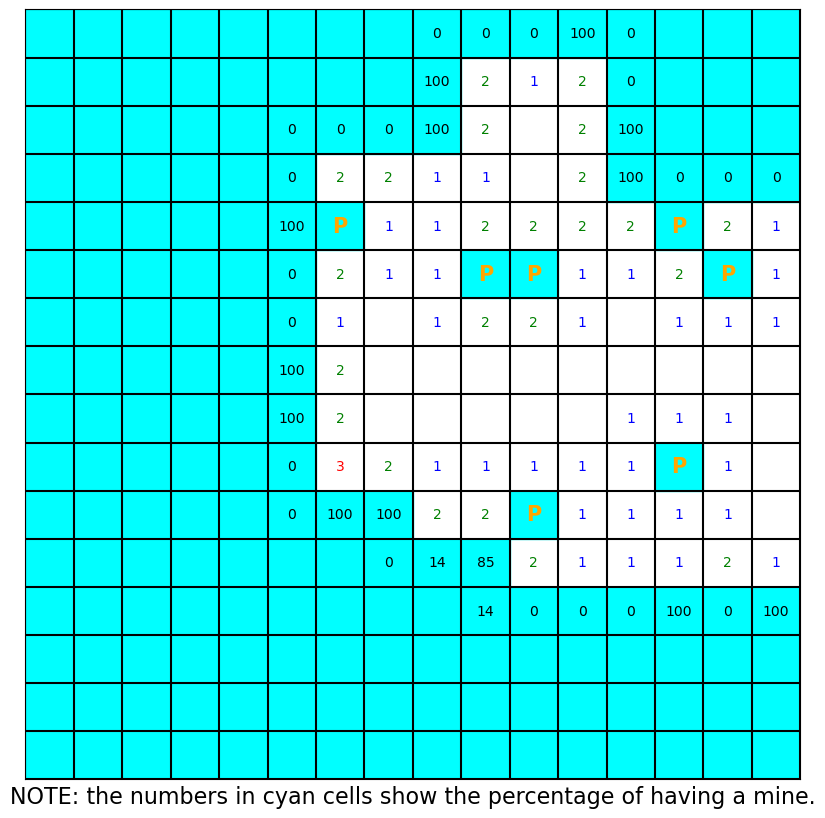 0 0 0 100 0
100 2 1 2 0
0 0 0 100 2 2 100
0 2 2 1 1 2 100 0 0 0
100 P 1 1 2 2 2 2 P 2 1
0 2 1 1 P P 1 1 2 P 1
0 1 1 2 2 1 1 1 1
100 2
100 2 1 1 1
0 3 2 1 1 1 1 1 P 1
0 100 100 2 2 P 1 1 1 1
0 14 85 2 1 1 1 2 1
14 0 0 0 100 0 100
NOTE: the numbers in cyan cells show the percentage of having a mine.